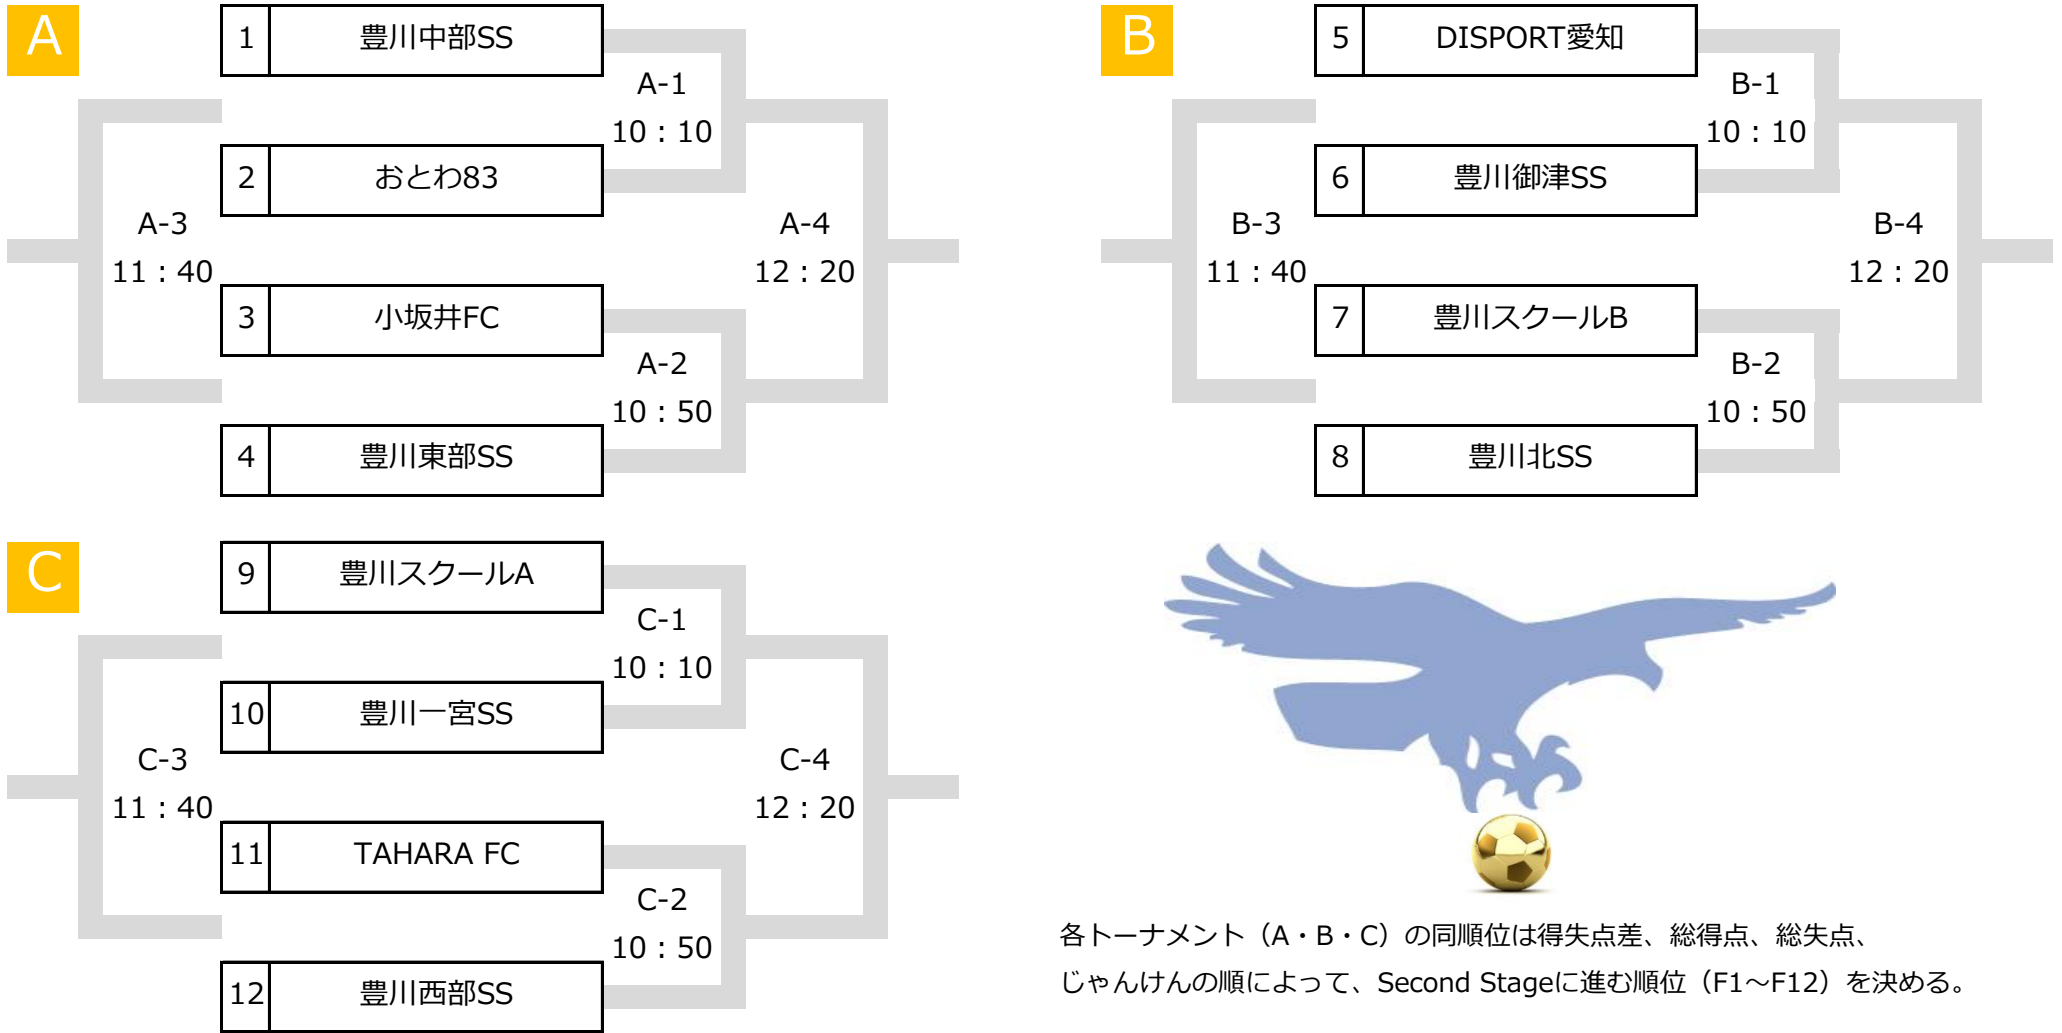 A
1 豊川中部SS
A-1
10：10
2 おとわ83
A-3
11：40
A-4
12：20
3 小坂井FC
A-2
10：50
4 豊川東部SS
B
5 DISPORT愛知
B-1
10：10
6 豊川御津SS
B-3
11：40
B-4
12：20
7 豊川スクールB
B-2
10：50
8 豊川北SS
C
9 豊川スクールA
C-1
10：10
10 豊川一宮SS
C-3
11：40
C-4
12：20
11 TAHARA FC
C-2
10：50
12 豊川西部SS
各トーナメント（A・B・C）の同順位は得失点差、総得点、総失点、
じゃんけんの順によって、Second Stageに進む順位（F1～F12）を決める。